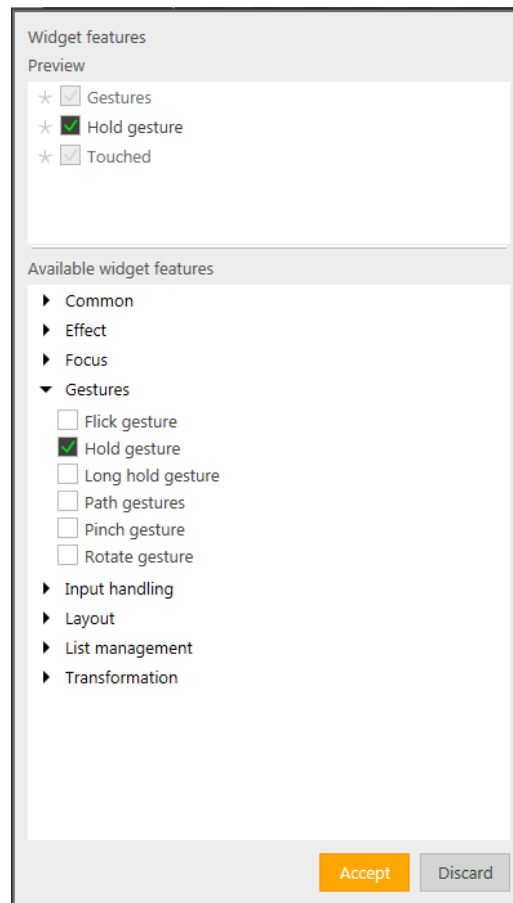 Widget features
Preview
Gestures
Hold gesture
Touched
Available widget features
Common
Effect
Focus
Gestures
Flick gesture
Hold gesture
Long hold gesture
Path gestures
Pinch gesture
Rotate gesture
Input handling
Layout
List management
Transformation
Accept Discard